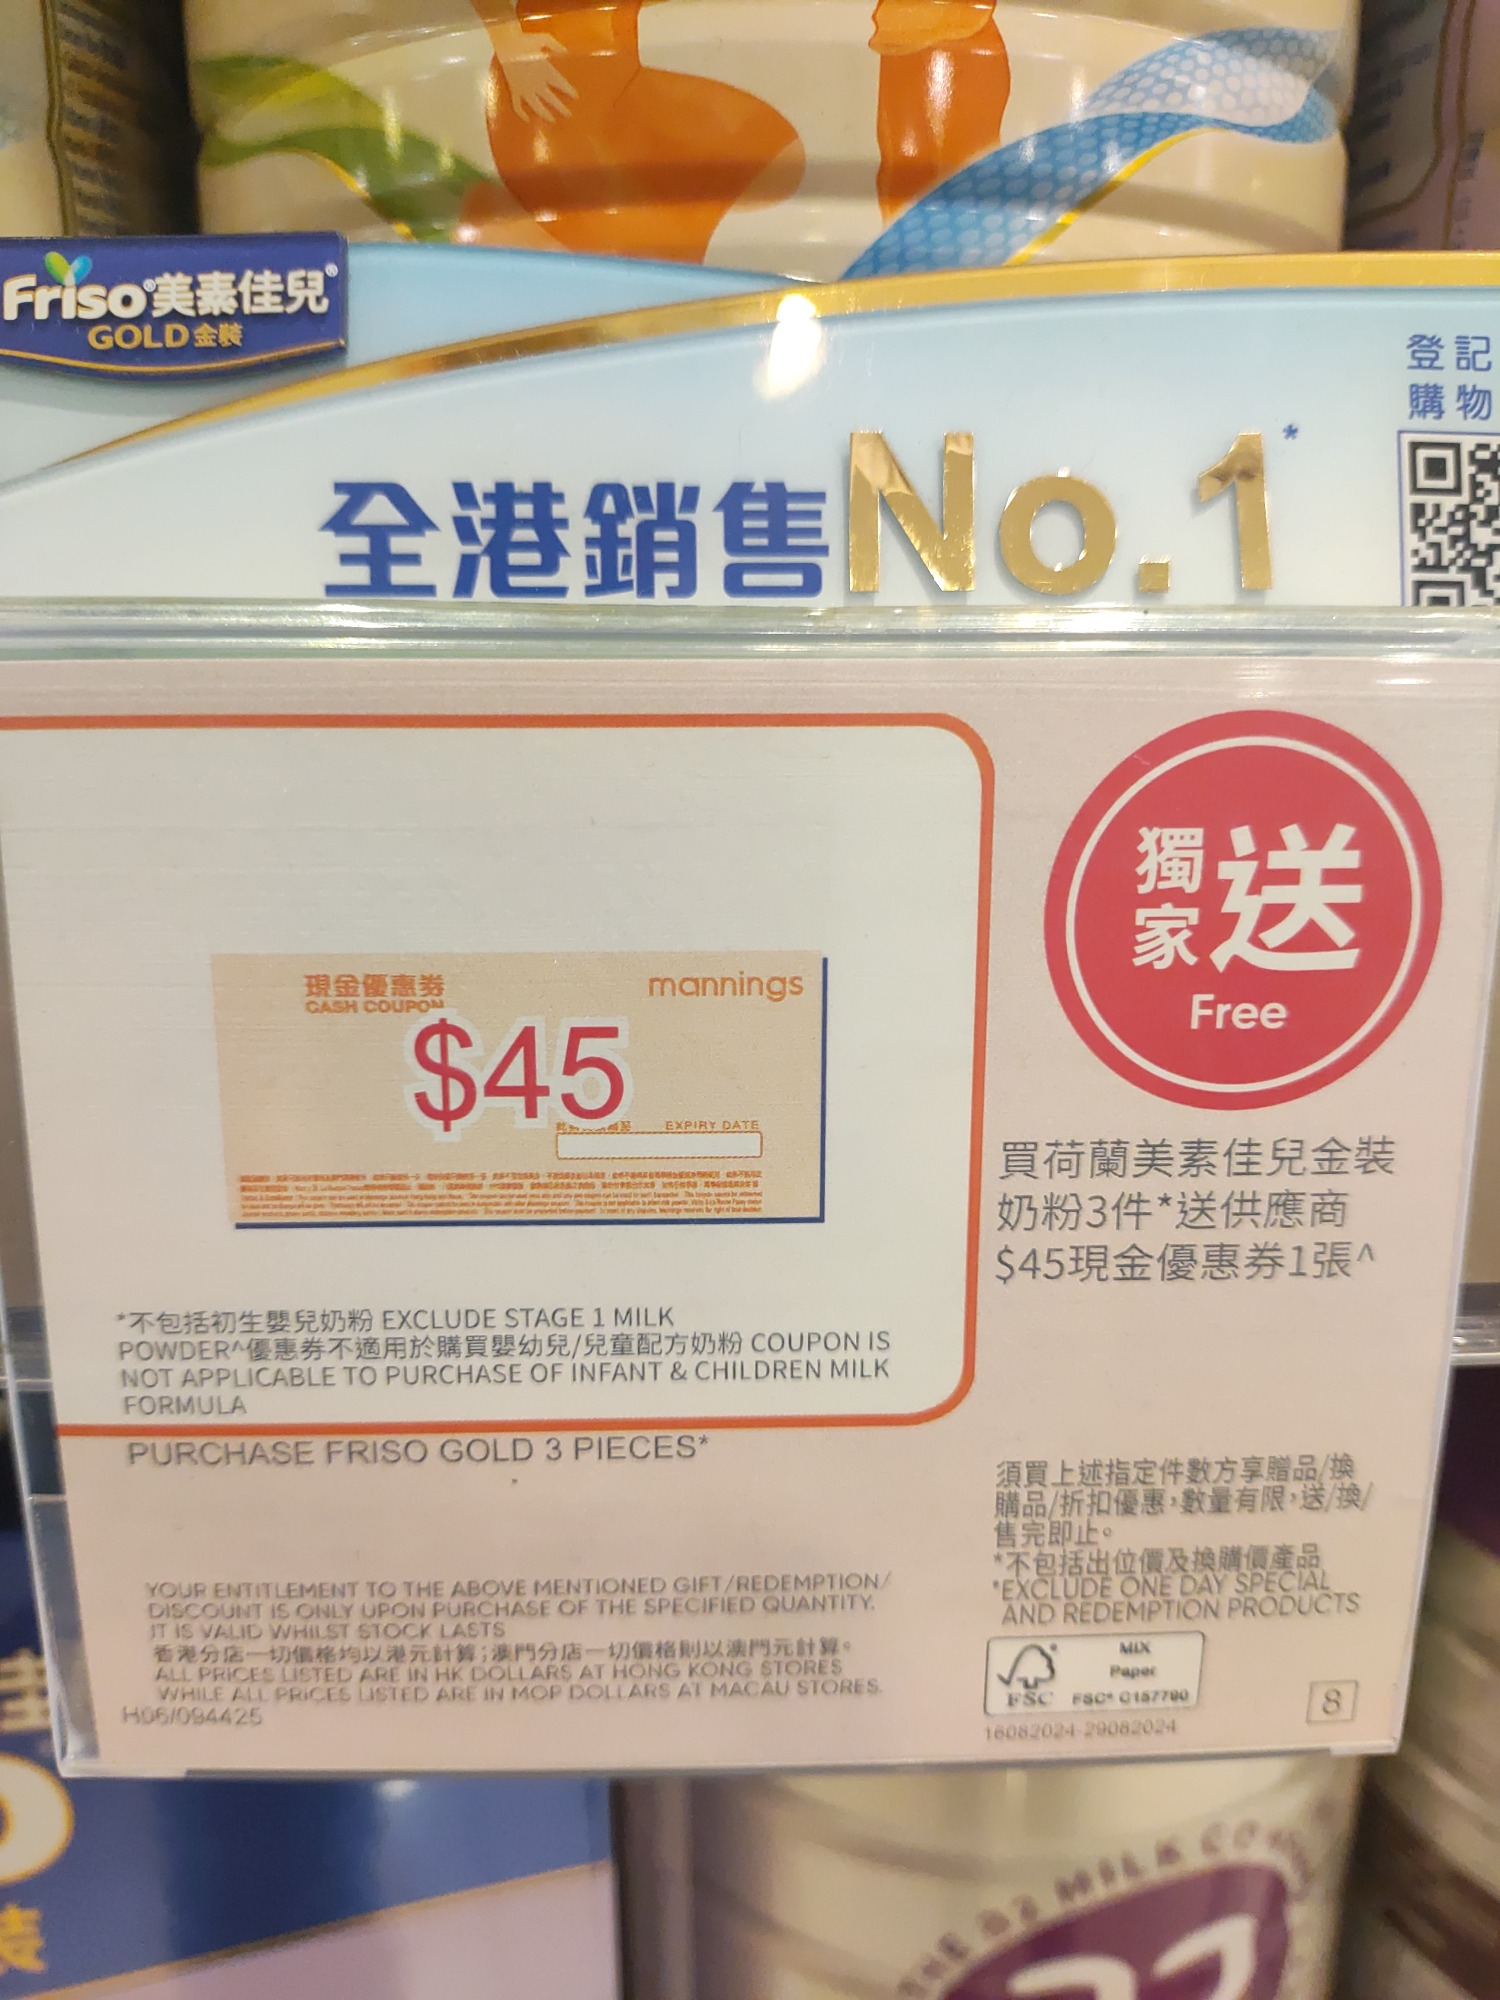 Friso®美素佳兒®
GOLD 金裝
登記
購物
全港銷售No.1*
獨家送
Free
現金優惠券
CASH COUPON
mannings
$45
EXPIRY DATE
買荷蘭美素佳兒金裝
奶粉3件*送供應商
$45現金優惠券1張^
*不包括初生嬰兒奶粉 EXCLUDE STAGE 1 MILK
POWDER^優惠券不適用於購買嬰幼兒/兒童配方奶粉 COUPON IS
NOT APPLICABLE TO PURCHASE OF INFANT & CHILDREN MILK
FORMULA
PURCHASE FRISO GOLD 3 PIECES*
須買上述指定件數方享贈品/換
購品/折扣優惠，數量有限，送/換/
售完即止。
*不包括出位價及換購價產品
*EXCLUDE ONE DAY SPECIAL
AND REDEMPTION PRODUCTS
YOUR ENTITLEMENT TO THE ABOVE MENTIONED GIFT/REDEMPTION/
DISCOUNT IS ONLY UPON PURCHASE OF THE SPECIFIED QUANTITY.
IT IS VALID WHILST STOCK LASTS
香港分店一切價格均以港元計算；澳門分店一切價格則以澳門元計算。
ALL PRICES LISTED ARE IN HK DOLLARS AT HONG KONG STORES
WHILE ALL PRICES LISTED ARE IN MOP DOLLARS AT MACAU STORES.
H06/094425
MIX
Paper
FSC
FSC® C157790
16082024-29082024
8
THE a2 MILK CO
裝